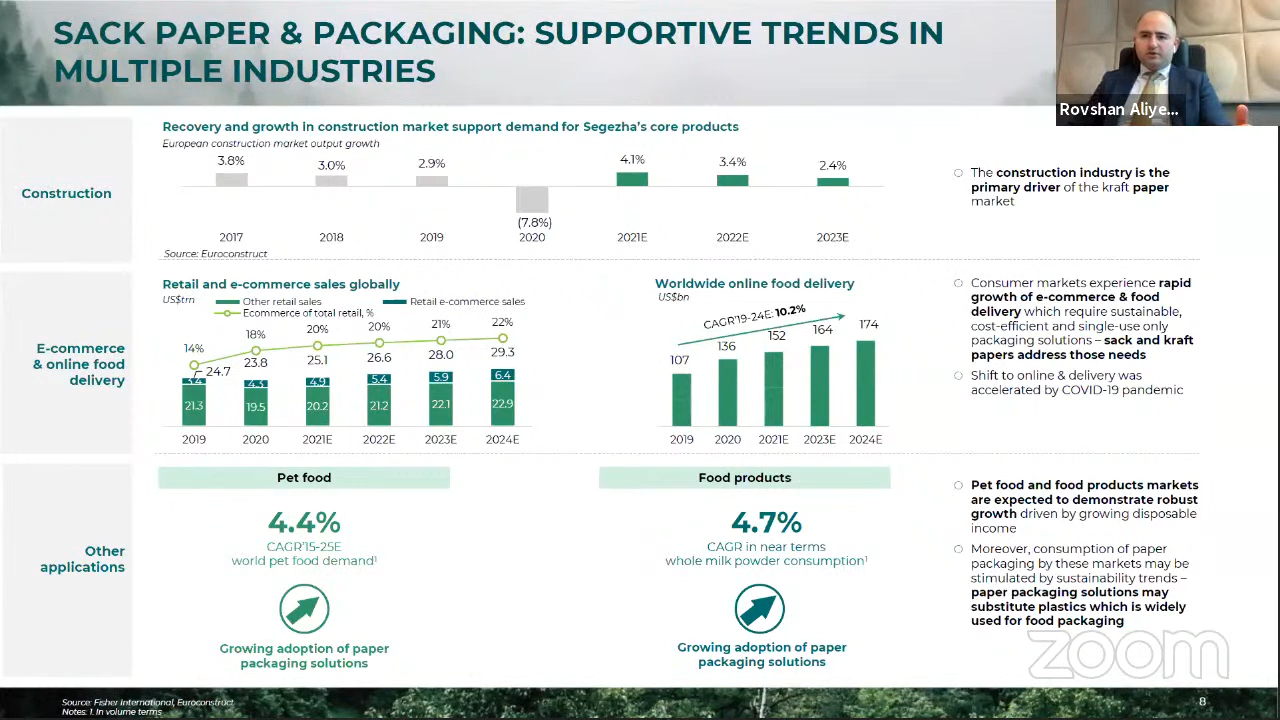 SACK PAPER & PACKAGING: SUPPORTIVE TRENDS IN
MULTIPLE INDUSTRIES
Rovshan Aliye...
Construction
Recovery and growth in construction market support demand for Segezha's core products
European construction market output growth
3.8% 3.0% 2.9% (7.8%) 4.1% 3.4% 2.4%
2017 2018 2019 2020 2021E 2022E 2023E
Source: Euroconstruct
The construction industry is the
primary driver of the kraft paper
market
E-commerce
& online food
delivery
Retail and e-commerce sales globally
US$trn
Other retail sales Retail e-commerce sales
Ecommerce of total retail, %
14% 18% 20% 20% 21% 22%
24.7 23.8 25.1 26.6 28.0 29.3
3.4 4.3 4.9 5.4 5.9 6.4
21.3 19.5 20.2 21.2 22.1 22.9
2019 2020 2021E 2022E 2023E 2024E
Worldwide online food delivery
US$bn
CAGR'19-24E: 10.2%
107 136 152 164 174
2019 2020 2021E 2023E 2024E
Consumer markets experience rapid
growth of e-commerce & food
delivery which require sustainable,
cost-efficient and single-use only
packaging solutions – sack and kraft
papers address those needs
Shift to online & delivery was
accelerated by COVID-19 pandemic
Other
applications
Pet food
4.4%
CAGR'15-25E
world pet food demand¹
Growing adoption of paper
packaging solutions
Food products
4.7%
CAGR in near terms
whole milk powder consumption¹
Growing adoption of paper
packaging solutions
Pet food and food products markets
are expected to demonstrate robust
growth driven by growing disposable
income
Moreover, consumption of paper
packaging by these markets may be
stimulated by sustainability trends –
paper packaging solutions may
substitute plastics which is widely
used for food packaging
zoom
Source: Fisher International, Euroconstruct
Notes: 1. In volume terms
8